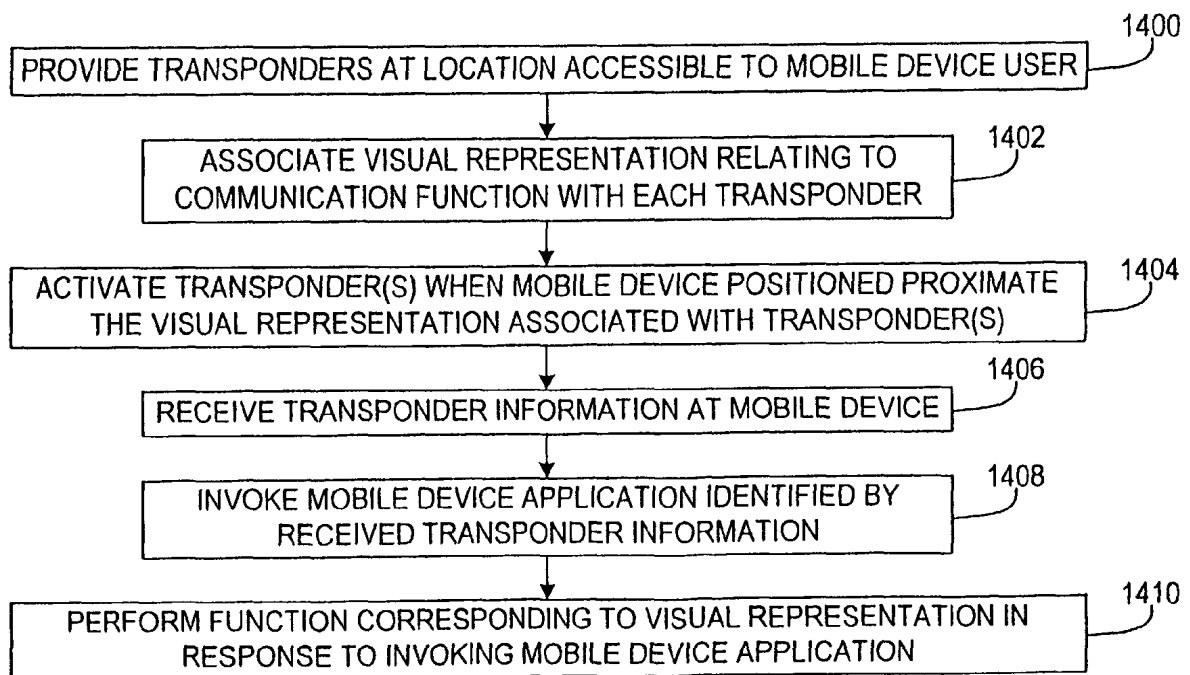 1400
PROVIDE TRANSPONDERS AT LOCATION ACCESSIBLE TO MOBILE DEVICE USER
1402
ASSOCIATE VISUAL REPRESENTATION RELATING TO
COMMUNICATION FUNCTION WITH EACH TRANSPONDER
1404
ACTIVATE TRANSPONDER(S) WHEN MOBILE DEVICE POSITIONED PROXIMATE
THE VISUAL REPRESENTATION ASSOCIATED WITH TRANSPONDER(S)
1406
RECEIVE TRANSPONDER INFORMATION AT MOBILE DEVICE
1408
INVOKE MOBILE DEVICE APPLICATION IDENTIFIED BY
RECEIVED TRANSPONDER INFORMATION
1410
PERFORM FUNCTION CORRESPONDING TO VISUAL REPRESENTATION IN
RESPONSE TO INVOKING MOBILE DEVICE APPLICATION